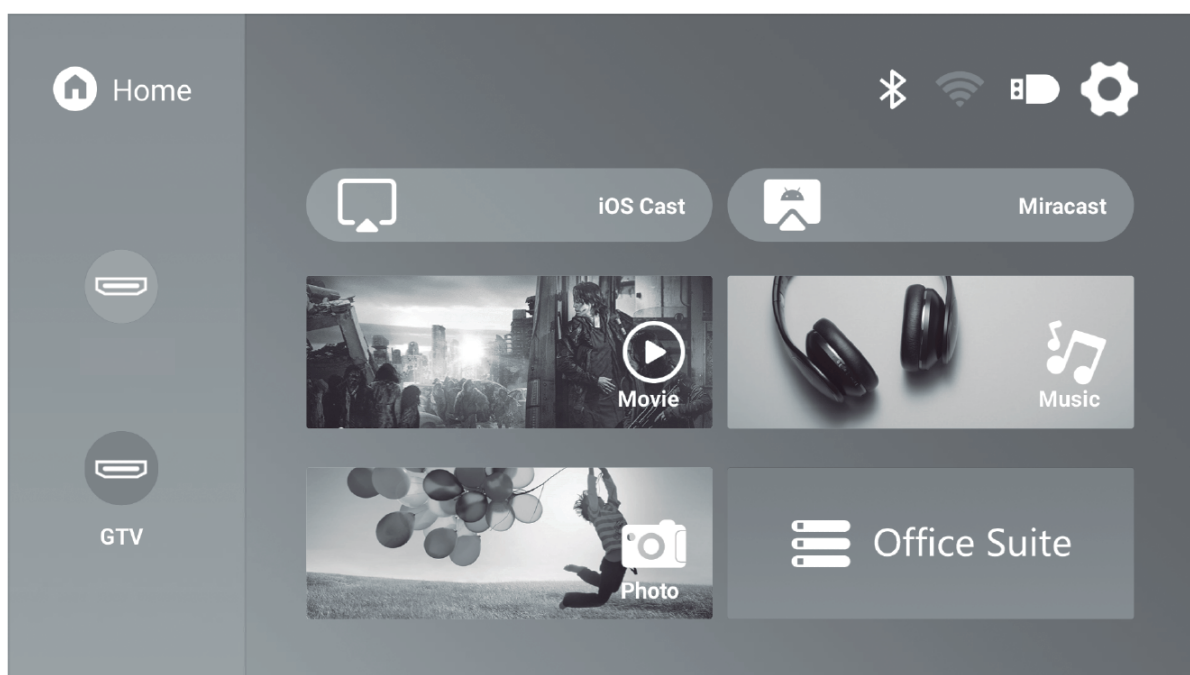 Home
iOS Cast
Miracast
Movie
Music
GTV
Photo
Office Suite